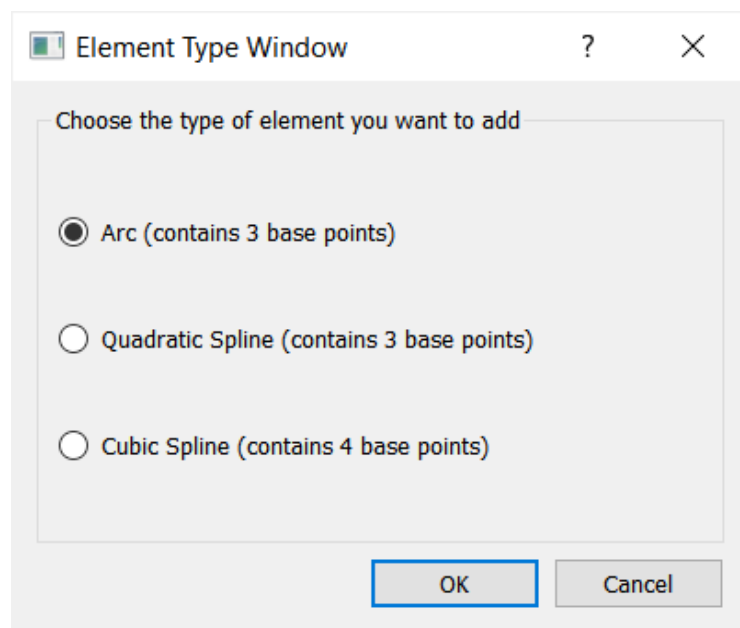 Element Type Window ?
Choose the type of element you want to add
Arc (contains 3 base points)
Quadratic Spline (contains 3 base points)
Cubic Spline (contains 4 base points)
OK Cancel